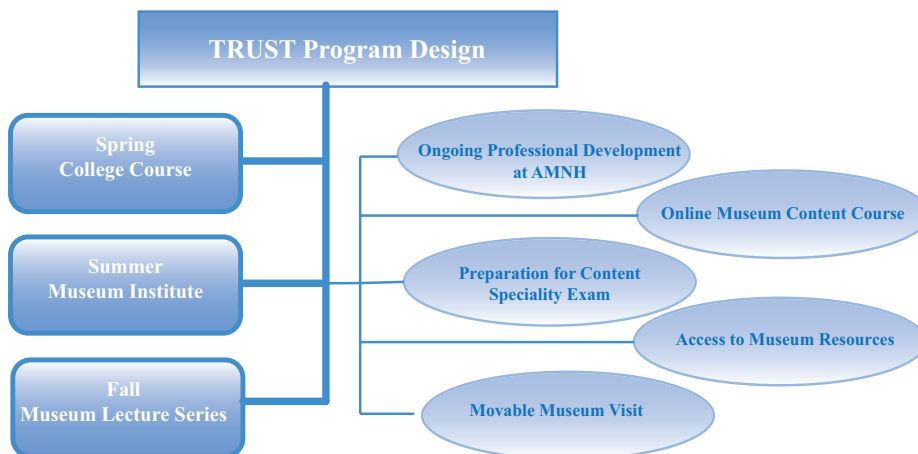 TRUST Program Design
Spring
College Course
Summer
Museum Institute
Fall
Museum Lecture Series
Ongoing Professional Development
at AMNH
Online Museum Content Course
Preparation for Content
Speciality Exam
Access to Museum Resources
Movable Museum Visit